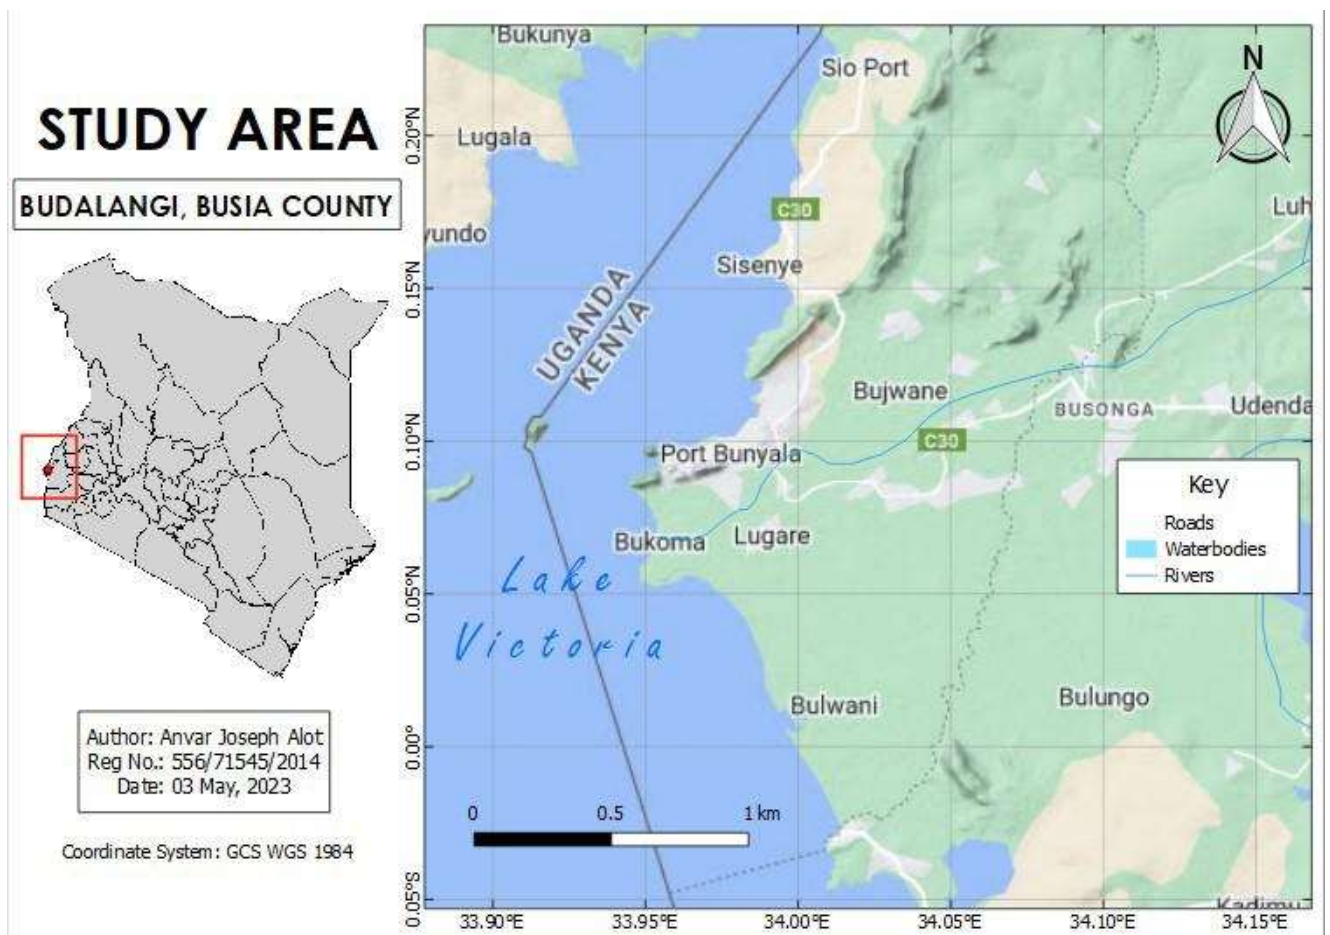 STUDY AREA
BUDALANGI, BUSIA COUNTY
Author: Anvar Joseph Alot
Reg No.: 556/71545/2014
Date: 03 May, 2023
Coordinate System: GCS WGS 1984
Bukunya
Sio Port
N
Lugala
C30
Luh
yundo
Sisenye
UGANDA
KENYA
Bujwane
BUSONGA
Udenda
C30
Port Bunyala
Bukoma
Lugare
Lake
Victoria
Bulwani
Bulungo
Kadimu
Key
Roads
Waterbodies
Rivers
0 0.5 1 km
0.20°N
0.15°N
0.10°N
0.05°N
0.00°
0.05°S
33.90°E 33.95°E 34.00°E 34.05°E 34.10°E 34.15°E